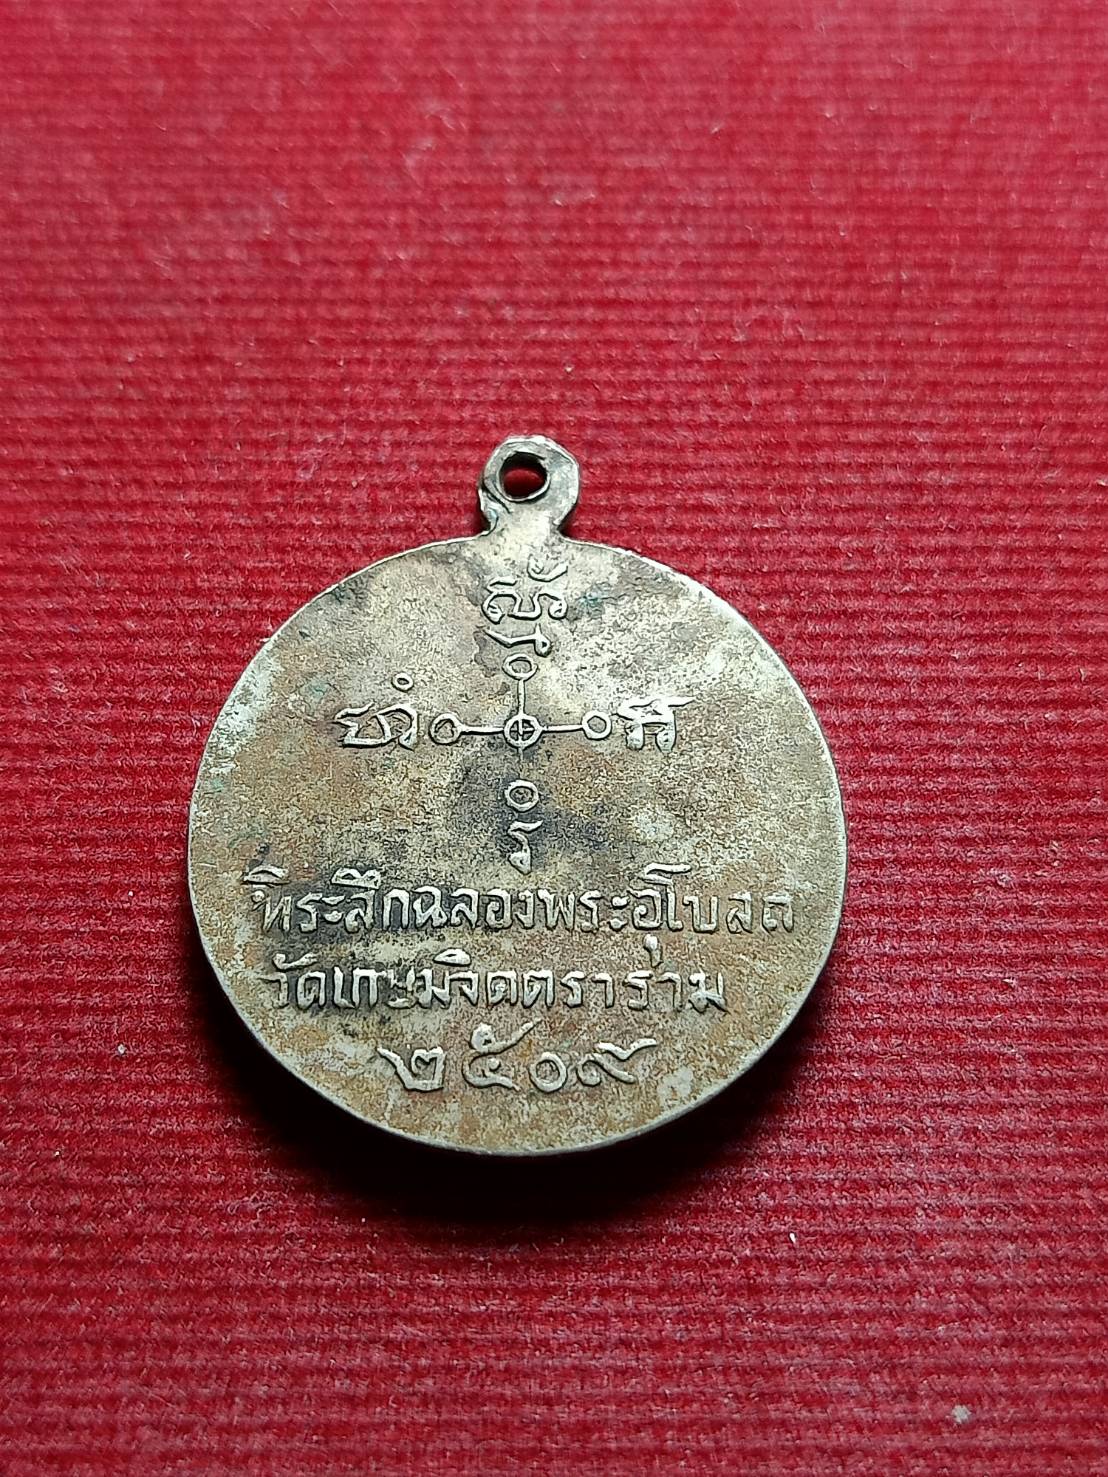 ที่ระลึกฉลองพระอุโบสถ
วัดเกษมจิตตราราม
๒๕๐๙